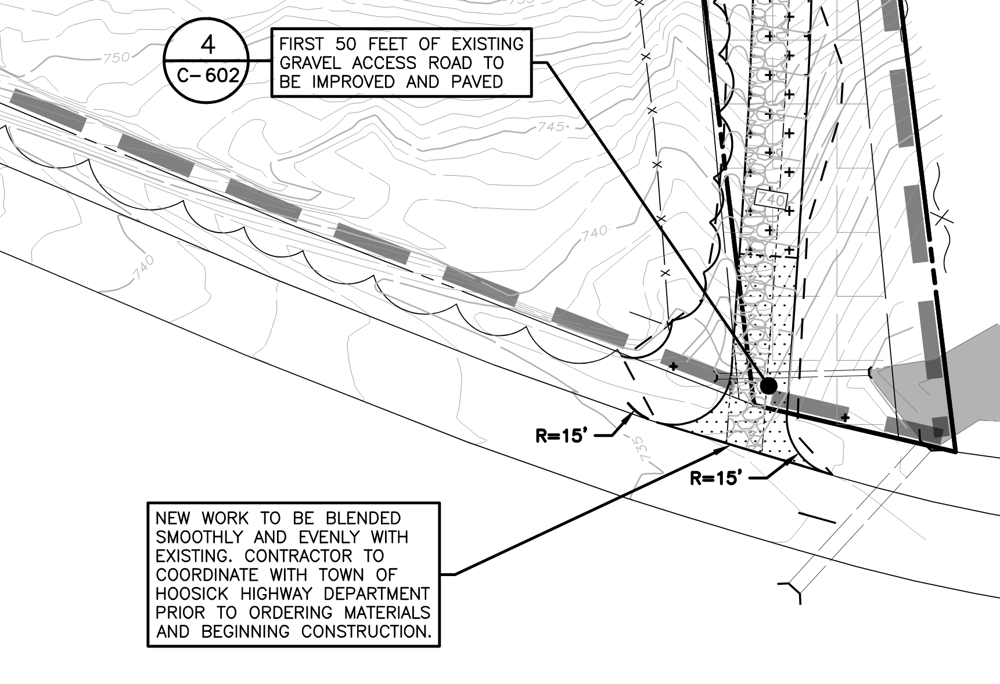 755
4
C-602
FIRST 50 FEET OF EXISTING
GRAVEL ACCESS ROAD TO
BE IMPROVED AND PAVED
750
745
740
740
740
735
R=15'
R=15'
NEW WORK TO BE BLENDED
SMOOTHLY AND EVENLY WITH
EXISTING. CONTRACTOR TO
COORDINATE WITH TOWN OF
HOOSICK HIGHWAY DEPARTMENT
PRIOR TO ORDERING MATERIALS
AND BEGINNING CONSTRUCTION.